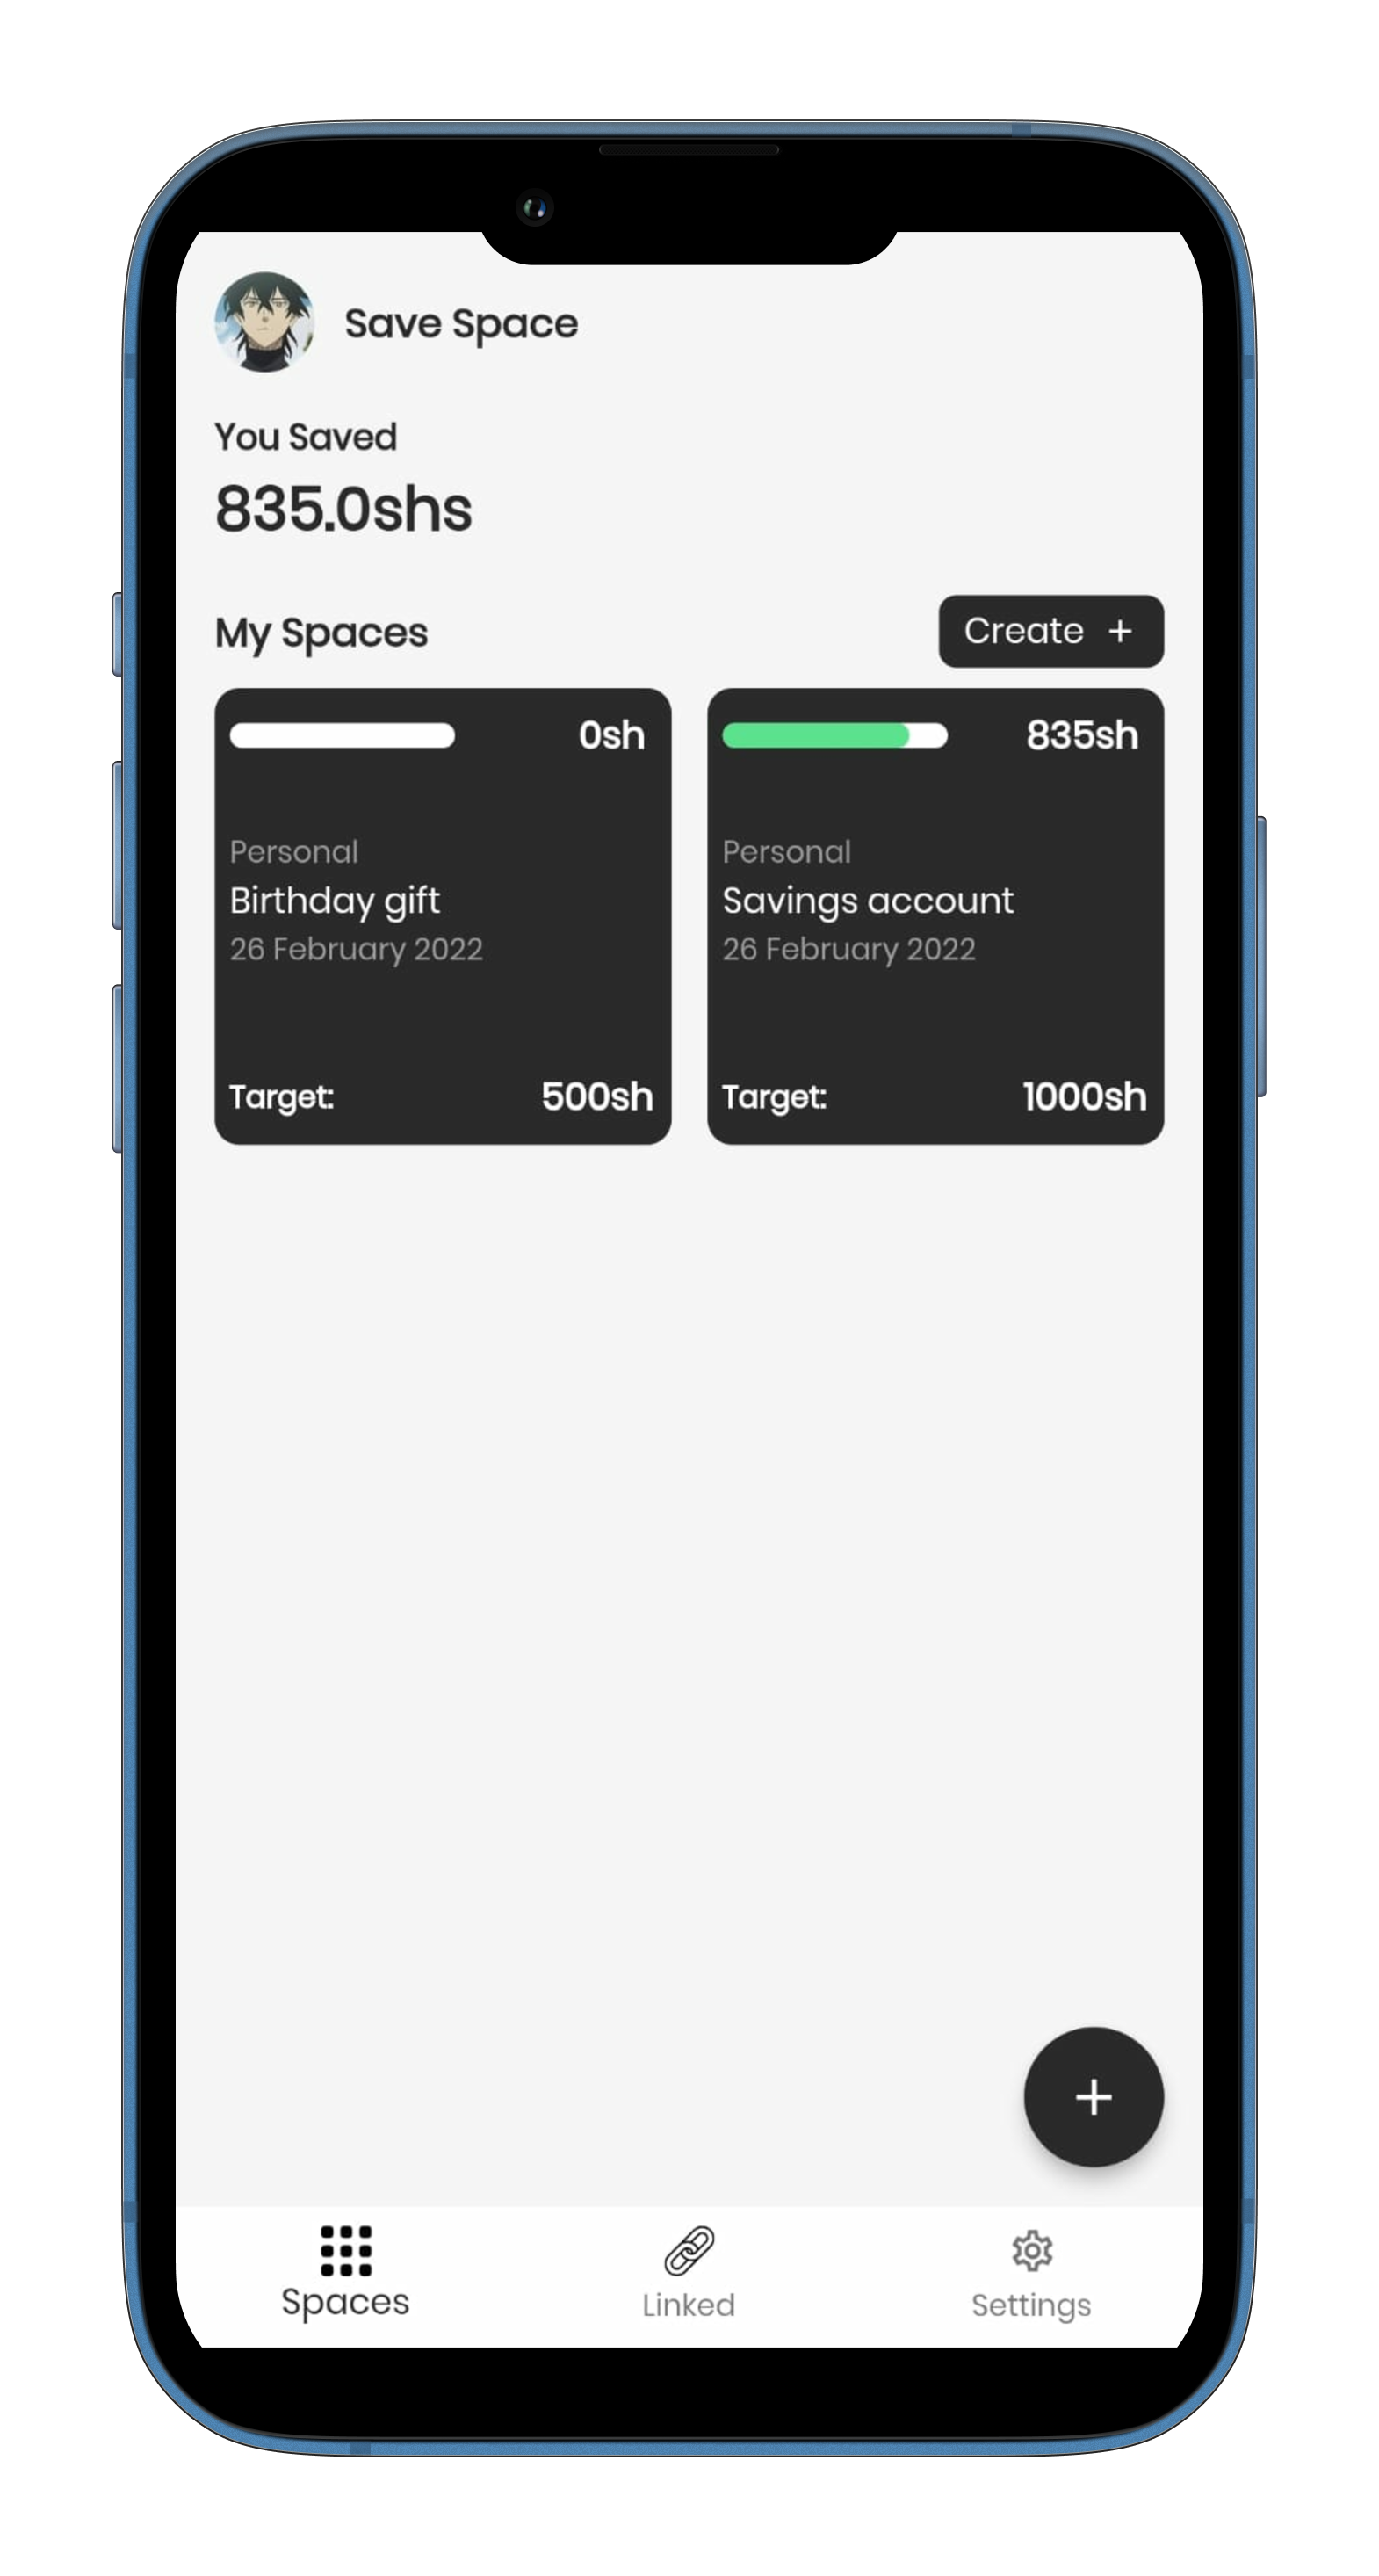 Save Space
You Saved
835.0shs
My Spaces
Create +
0sh
Personal
Birthday gift
26 February 2022
Target: 500sh
835sh
Personal
Savings account
26 February 2022
Target: 1000sh
+
Spaces
Linked
Settings